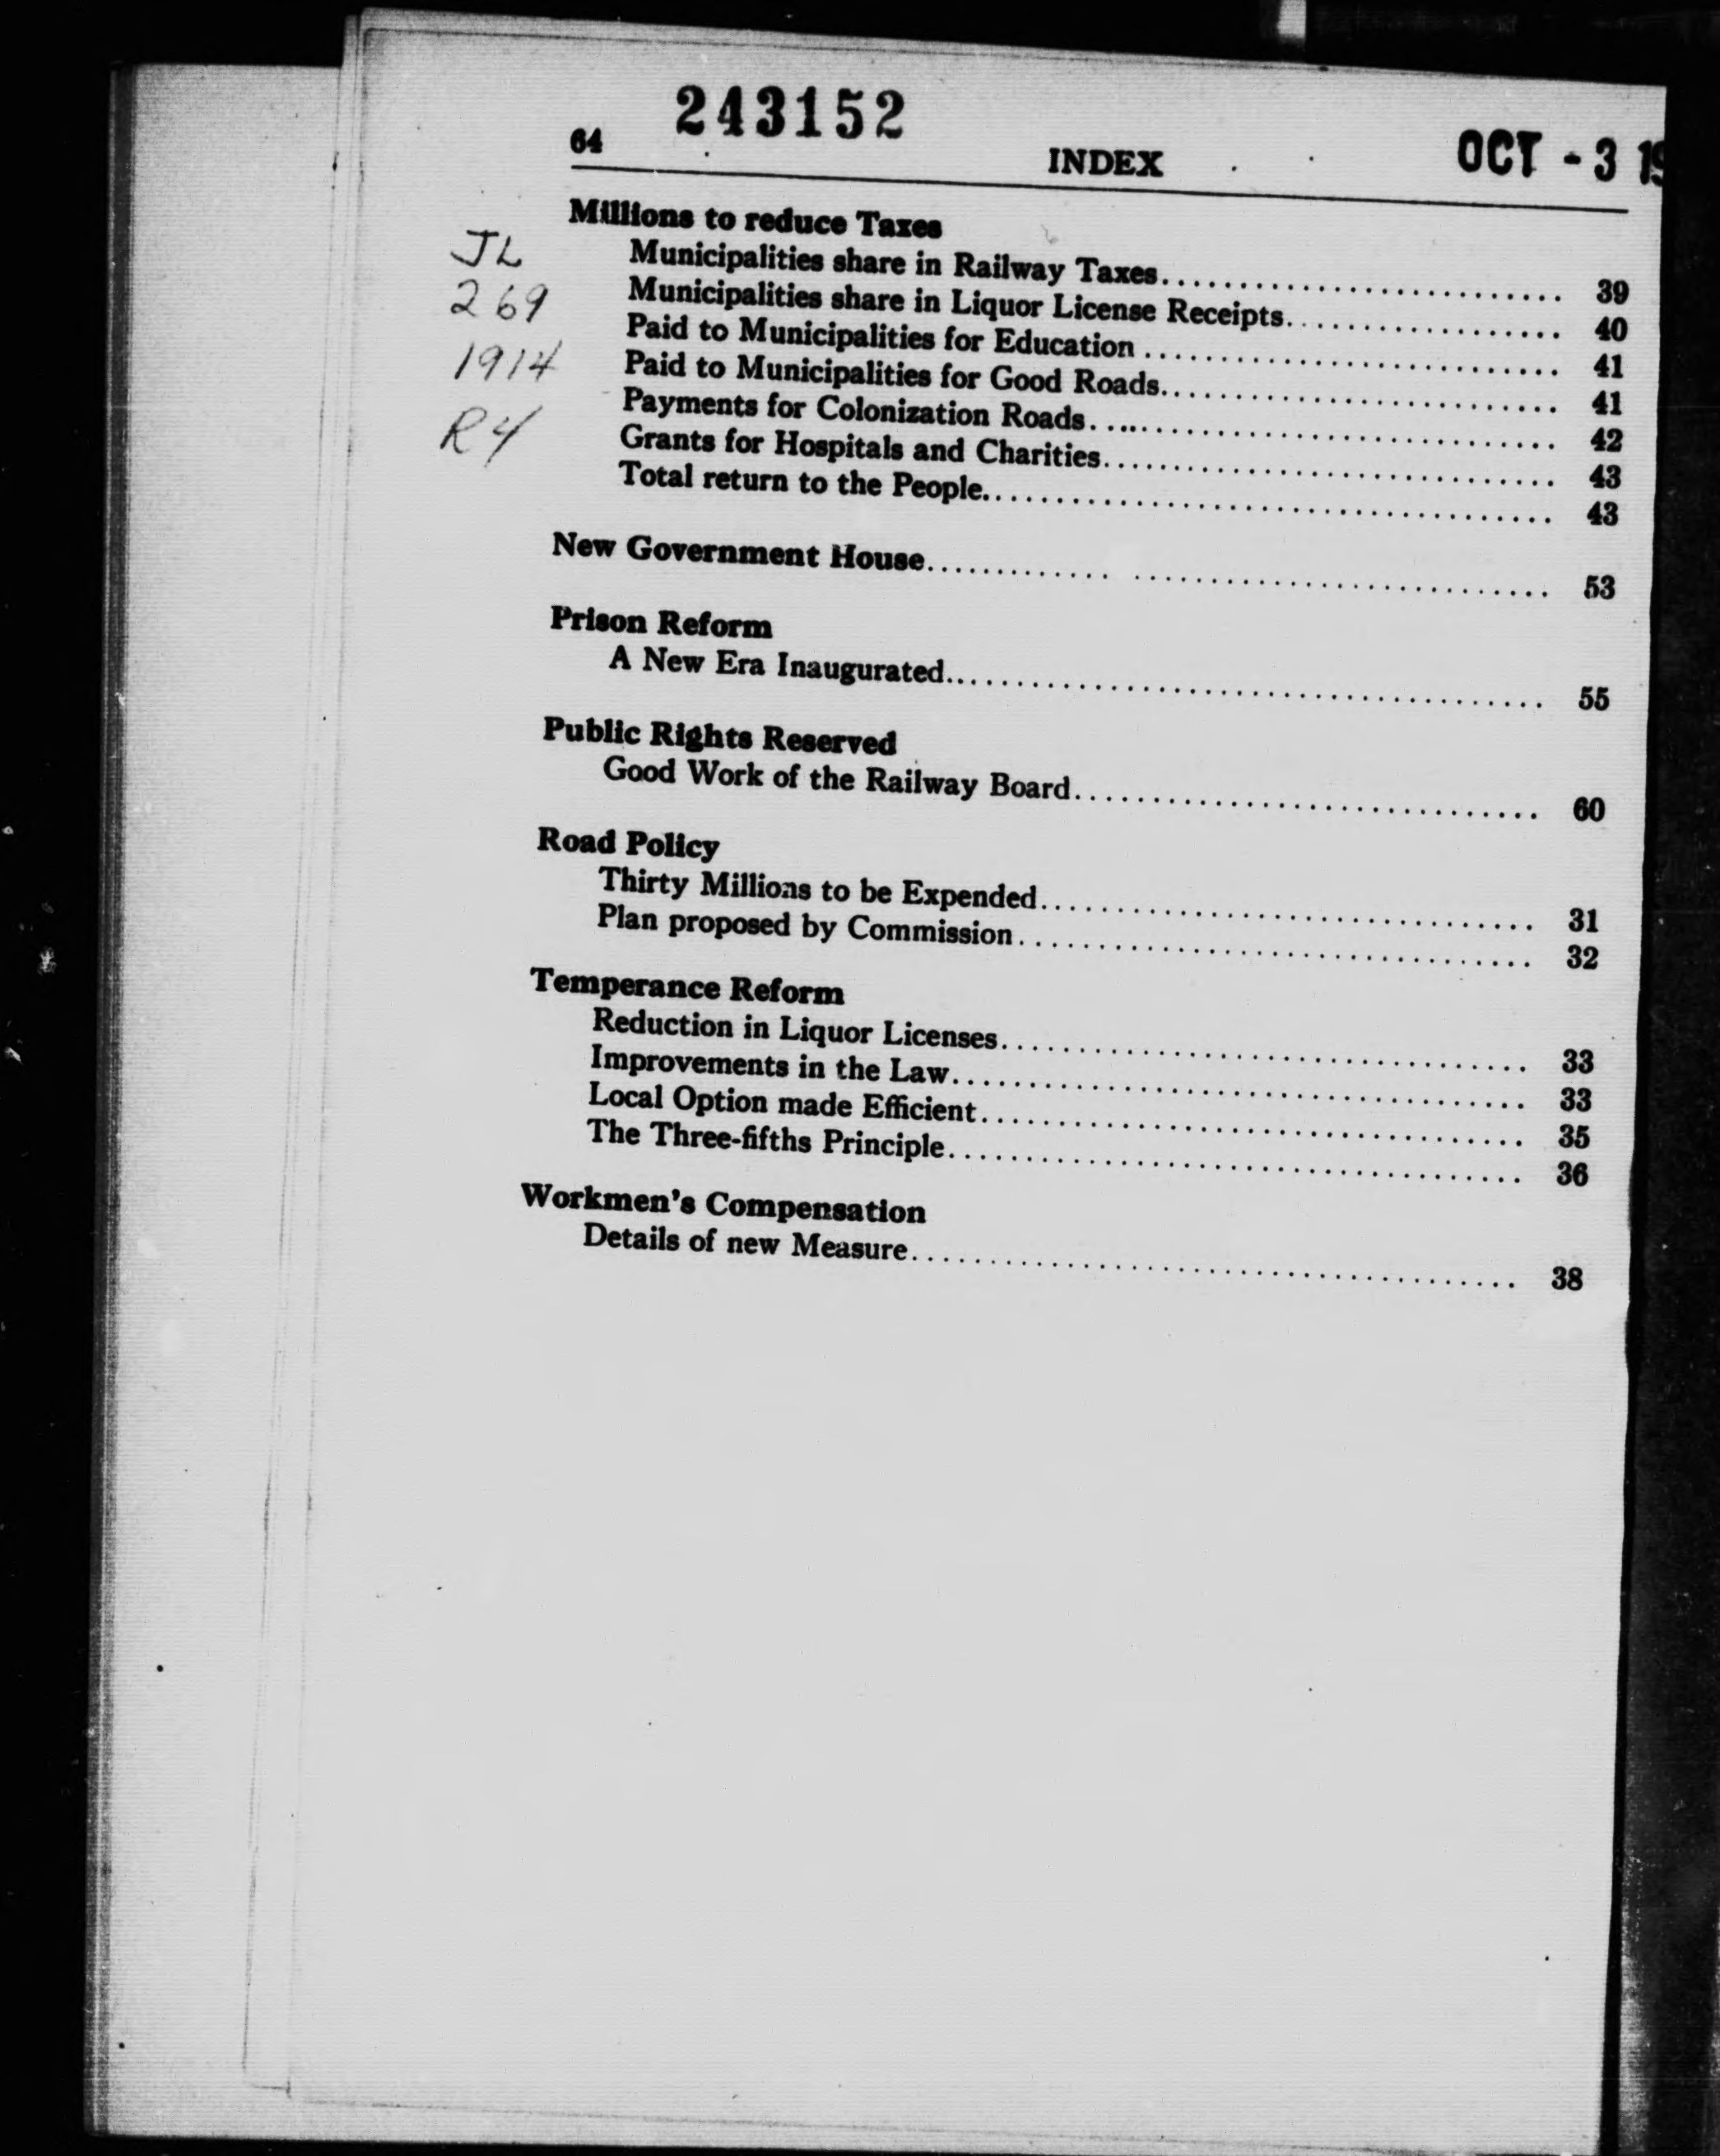 243152
64 INDEX OCT - 3 19
Millions to reduce Taxes
JL
269
1914
R4
Municipalities share in Railway Taxes........................... 39
Municipalities share in Liquor License Receipts.................. 40
Paid to Municipalities for Education............................ 41
Paid to Municipalities for Good Roads........................... 41
Payments for Colonization Roads................................ 42
Grants for Hospitals and Charities.............................. 43
Total return to the People...................................... 43
New Government House............. ........................... 53
Prison Reform
A New Era Inaugurated........................................ 55
Public Rights Reserved
Good Work of the Railway Board............................... 60
Road Policy
Thirty Millions to be Expended................................. 31
Plan proposed by Commission.................................. 32
Temperance Reform
Reduction in Liquor Licenses................................... 33
Improvements in the Law...................................... 33
Local Option made Efficient.................................... 35
The Three-fifths Principle...................................... 36
Workmen's Compensation
Details of new Measure........................................ 38